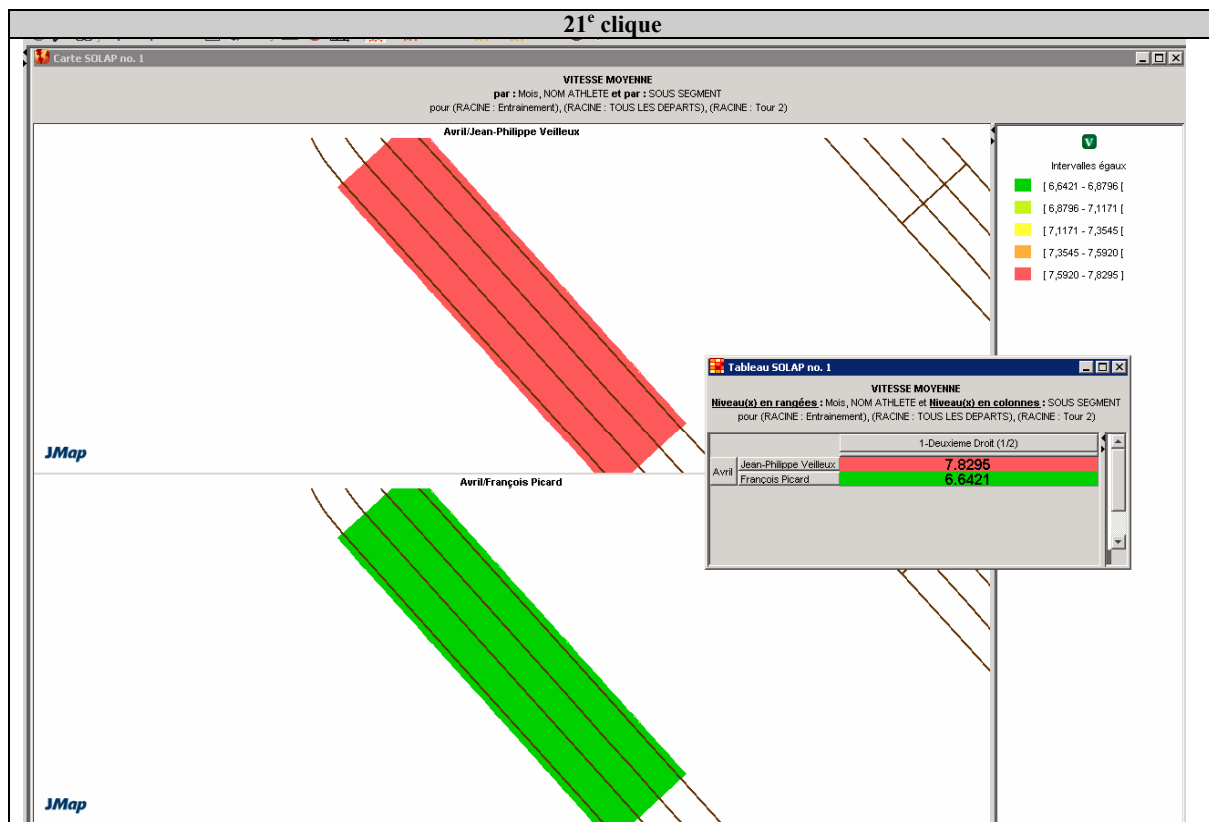 21e clique
Carte SOLAP no. 1
VITESSE MOYENNE
par : Mois, NOM ATHLETE et par : SOUS SEGMENT
pour (RACINE : Entrainement), (RACINE : TOUS LES DEPARTS), (RACINE : Tour 2)
Avril/Jean-Philippe Veilleux
JMap
Avril/François Picard
JMap
V
Intervalles égaux
[ 6,6421 - 6,8796 [
[ 6,8796 - 7,1171 [
[ 7,1171 - 7,3545 [
[ 7,3545 - 7,5920 [
[ 7,5920 - 7,8295 ]
Tableau SOLAP no. 1
VITESSE MOYENNE
Niveau(x) en rangées : Mois, NOM ATHLETE et Niveau(x) en colonnes : SOUS SEGMENT
pour (RACINE : Entrainement), (RACINE : TOUS LES DEPARTS), (RACINE : Tour 2)
1-Deuxieme Droit (1/2)
Avril Jean-Philippe Veilleux 7.8295
François Picard 6.6421